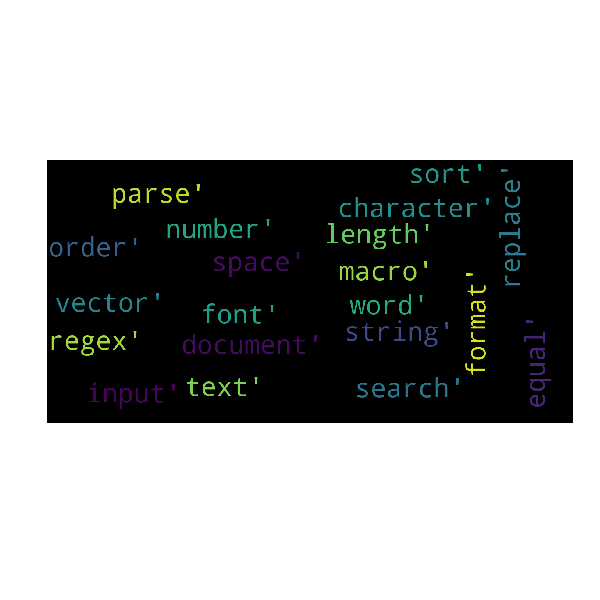 sort'
parse'
replace'
character'
number'
length'
order'
space'
macro'
vector'
word'
font'
format'
string'
regex'
document'
equal'
text'
search'
input'